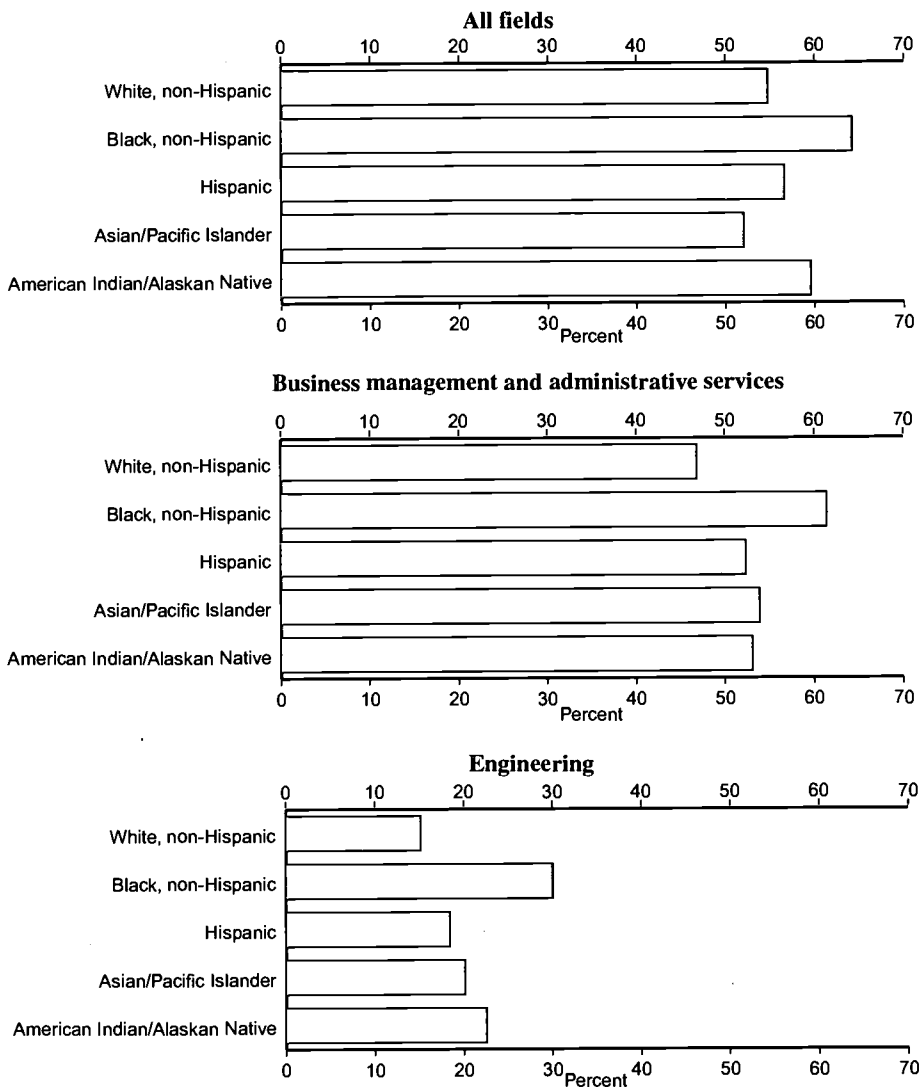 All fields
0 10 20 30 40 50 60 70
White, non-Hispanic
Black, non-Hispanic
Hispanic
Asian/Pacific Islander
American Indian/Alaskan Native
0 10 20 30 40 50 60 70
Percent
Business management and administrative services
0 10 20 30 40 50 60 70
White, non-Hispanic
Black, non-Hispanic
Hispanic
Asian/Pacific Islander
American Indian/Alaskan Native
0 10 20 30 40 50 60 70
Percent
Engineering
0 10 20 30 40 50 60 70
White, non-Hispanic
Black, non-Hispanic
Hispanic
Asian/Pacific Islander
American Indian/Alaskan Native
0 10 20 30 40 50 60 70
Percent